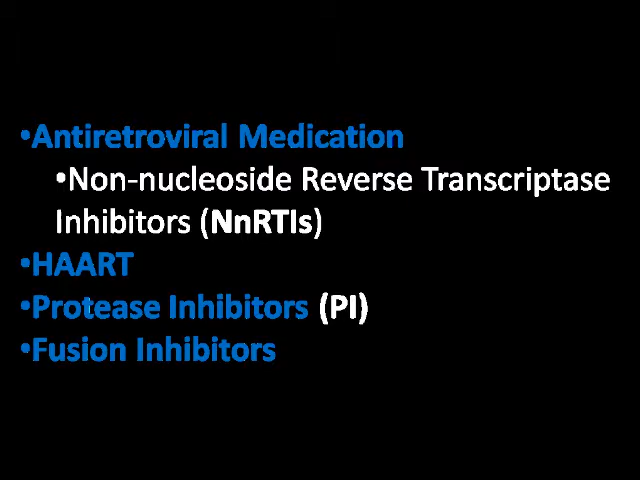 •Antiretroviral Medication
•Non-nucleoside Reverse Transcriptase
Inhibitors (NnRTIs)
•HAART
•Protease Inhibitors (PI)
•Fusion Inhibitors